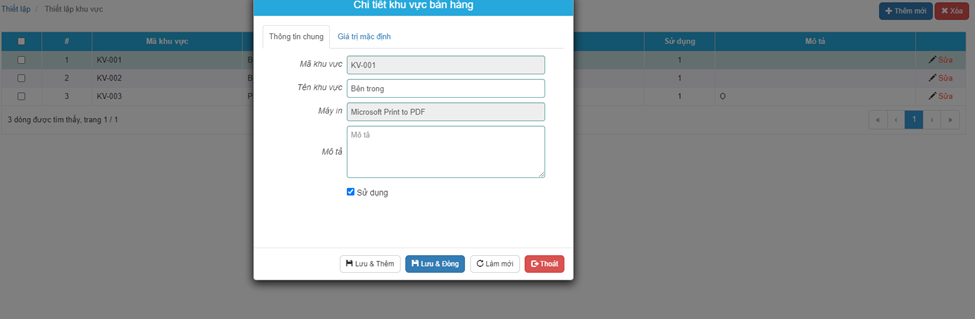 Chi tiết khu vực bán hàng
Thiết lập / Thiết lập khu vực
Thêm mới Xóa
Thông tin chung Giá trị mặc định
# Mã khu vực Sử dụng Mô tả
1 KV-001 B 1 Sửa
2 KV-002 B 1 Sửa
3 KV-003 P 1 O Sửa
3 dòng được tìm thấy, trang 1 / 1
« ‹ 1 › »
Mã khu vực KV-001
Tên khu vực Bên trong
Máy in Microsoft Print to PDF
Mô tả Mô tả
Sử dụng
Lưu & Thêm Lưu & Đóng Làm mới Thoát